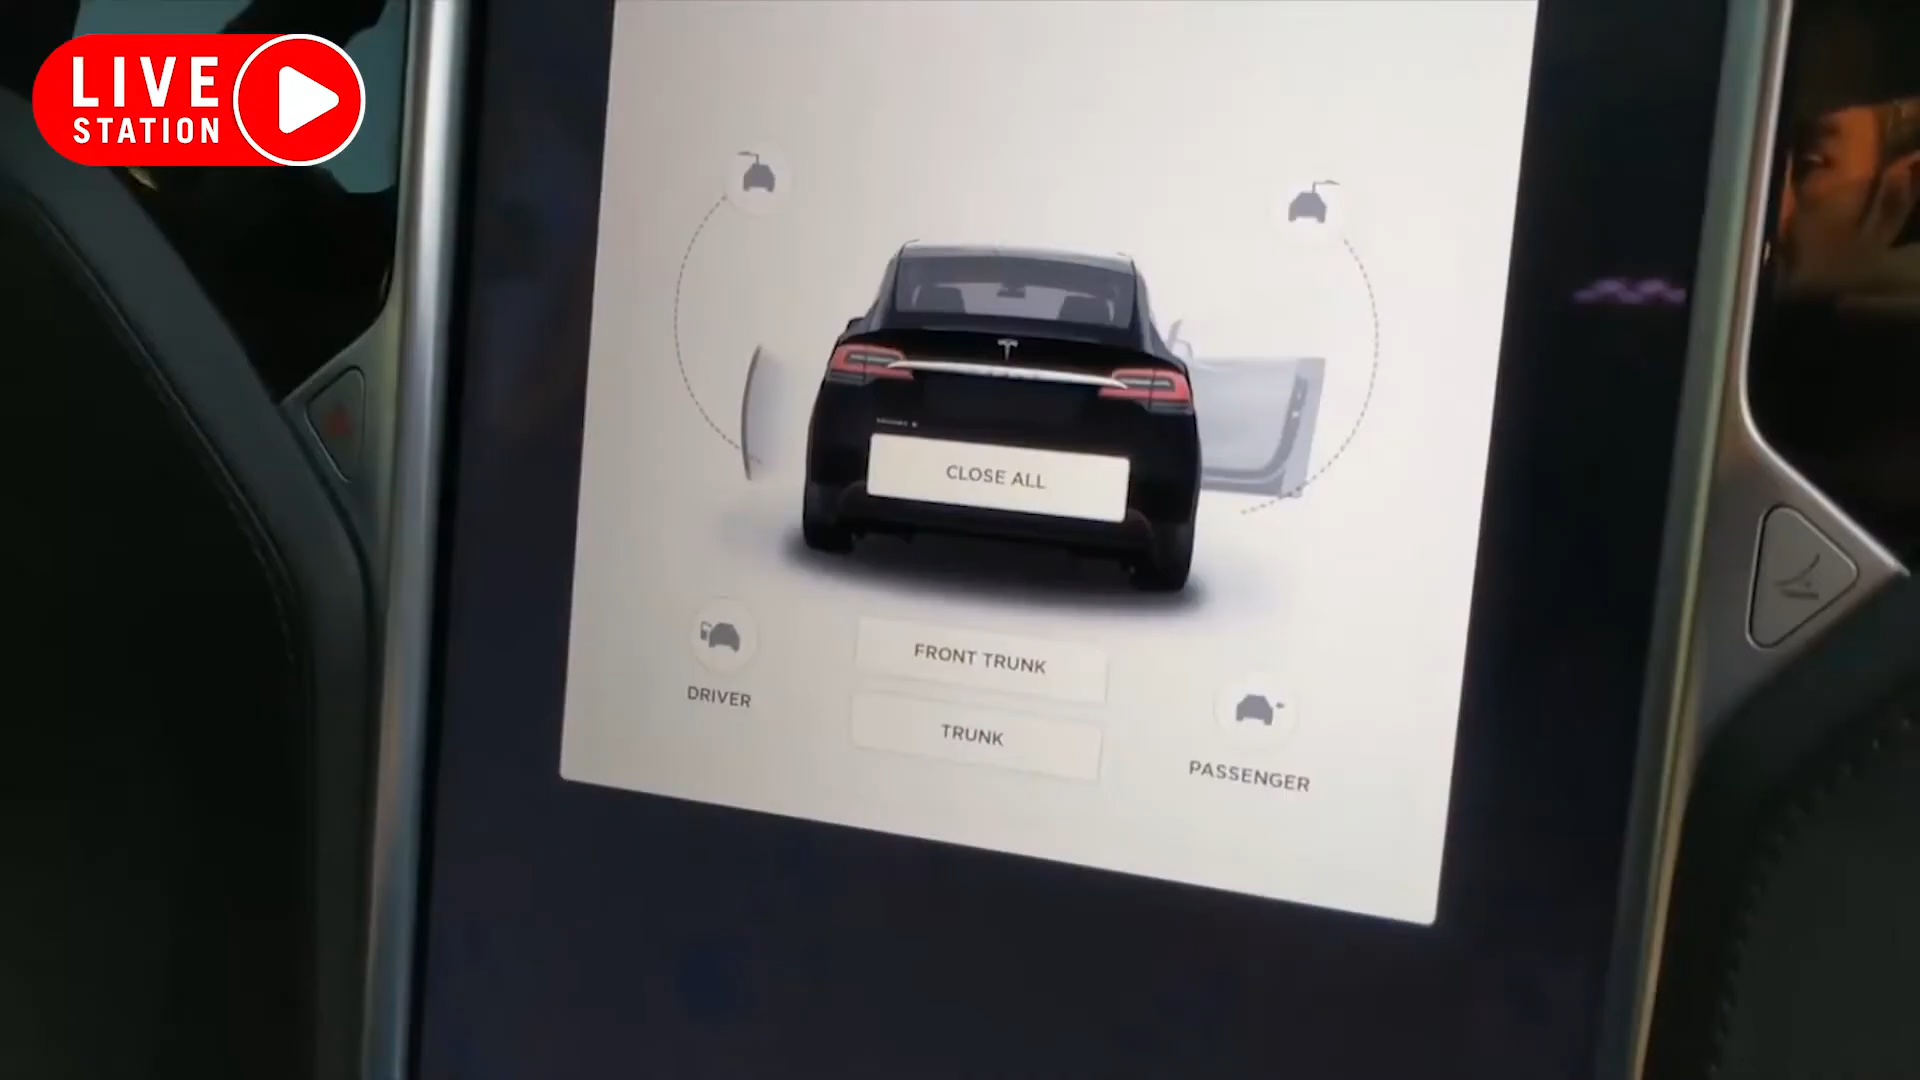 LIVE
STATION
CLOSE ALL
FRONT TRUNK
DRIVER
TRUNK
PASSENGER